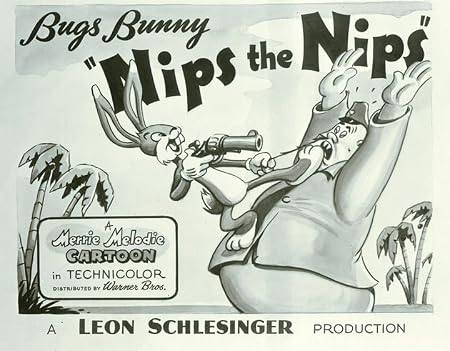 Bugs Bunny
"Nips the Nips"
A
Merrie Melodie
CARTOON
in TECHNICOLOR
DISTRIBUTED BY Warner Bros.
A LEON SCHLESINGER PRODUCTION